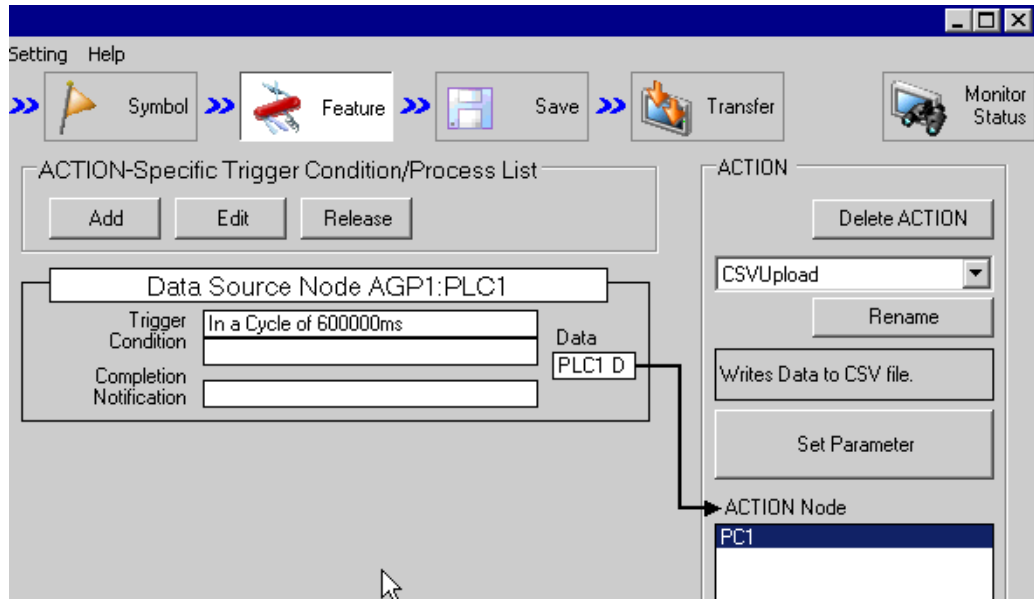 Setting Help
Symbol
Feature
Save
Transfer
Monitor
Status
ACTION-Specific Trigger Condition/Process List
Add
Edit
Release
Data Source Node AGP1:PLC1
Trigger
Condition
In a Cycle of 600000ms
Data
PLC1 D
Completion
Notification
ACTION
Delete ACTION
CSVUpload
Rename
Writes Data to CSV file.
Set Parameter
ACTION Node
PC1